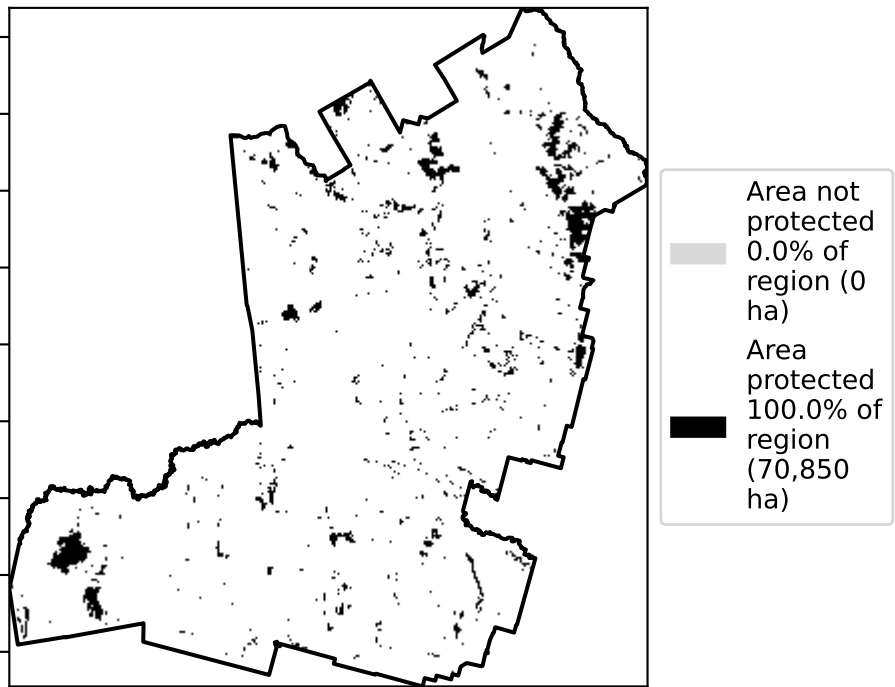 Area not
protected
0.0% of
region (0
ha)
Area
protected
100.0% of
region
(70,850
ha)